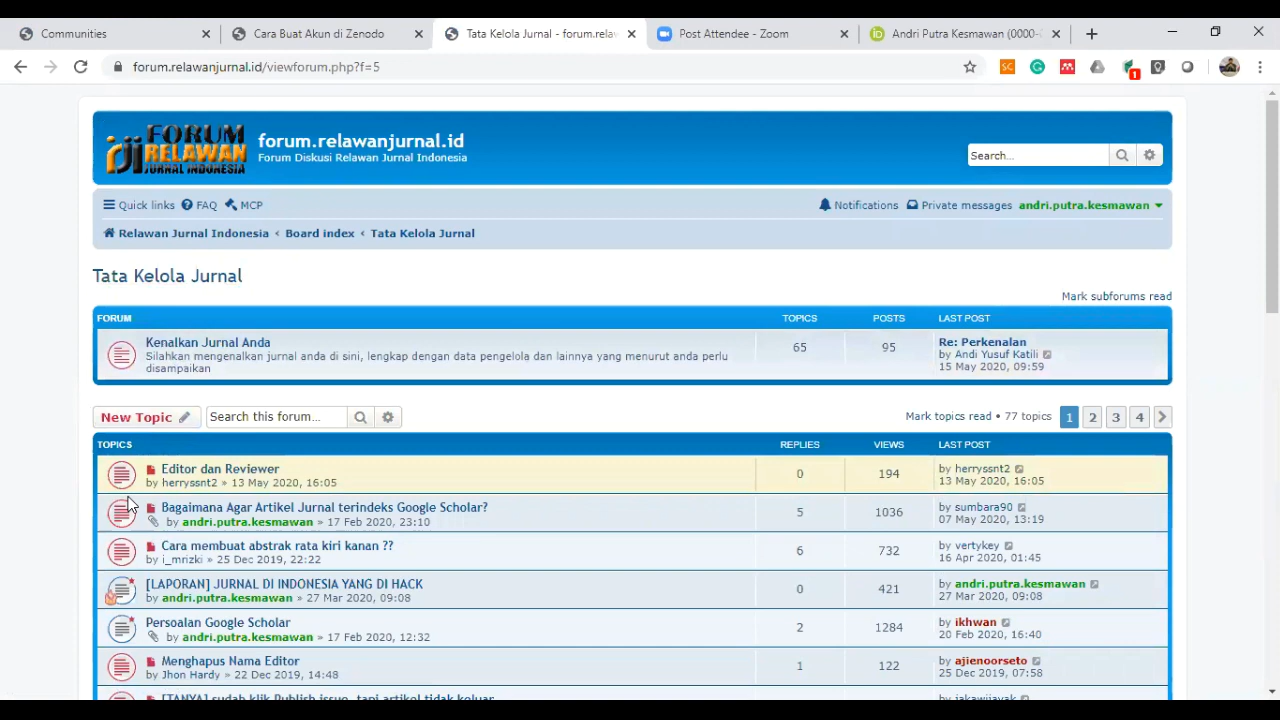 Communities
Cara Buat Akun di Zenodo
Tata Kelola Jurnal - forum.rela
Post Attendee - Zoom
Andri Putra Kesmawan (0000-
forum.relawanjurnal.id/viewforum.php?f=5
SC
1
FORUM
RELAWAN
JURNAL INDONESIA
forum.relawanjurnal.id
Forum Diskusi Relawan Jurnal Indonesia
Search...
Quick links FAQ MCP
Notifications Private messages andri.putra.kesmawan
Relawan Jurnal Indonesia ‹ Board index ‹ Tata Kelola Jurnal
Tata Kelola Jurnal
Mark subforums read
FORUM TOPICS POSTS LAST POST
Kenalkan Jurnal Anda
Silahkan mengenalkan jurnal anda di sini, lengkap dengan data pengelola dan lainnya yang menurut anda perlu
disampaikan
65 95
Re: Perkenalan
by Andi Yusuf Katili
15 May 2020, 09:59
New Topic Search this forum...
Mark topics read • 77 topics 1 2 3 4
TOPICS REPLIES VIEWS LAST POST
Editor dan Reviewer
by herryssnt2 » 13 May 2020, 16:05
0 194
by herryssnt2
13 May 2020, 16:05
Bagaimana Agar Artikel Jurnal terindeks Google Scholar?
by andri.putra.kesmawan » 17 Feb 2020, 23:10
5 1036
by sumbara90
07 May 2020, 13:19
Cara membuat abstrak rata kiri kanan ??
by i_mrizki » 25 Dec 2019, 22:22
6 732
by vertykey
16 Apr 2020, 01:45
[LAPORAN] JURNAL DI INDONESIA YANG DI HACK
by andri.putra.kesmawan » 27 Mar 2020, 09:08
0 421
by andri.putra.kesmawan
27 Mar 2020, 09:08
Persoalan Google Scholar
by andri.putra.kesmawan » 17 Feb 2020, 12:32
2 1284
by ikhwan
20 Feb 2020, 16:40
Menghapus Nama Editor
by Jhon Hardy » 22 Dec 2019, 14:48
1 122
by ajienoorseto
25 Dec 2019, 07:58
[TANYA] sudah klik Publish issue, tapi artikel tidak keluar
by jakawijayak